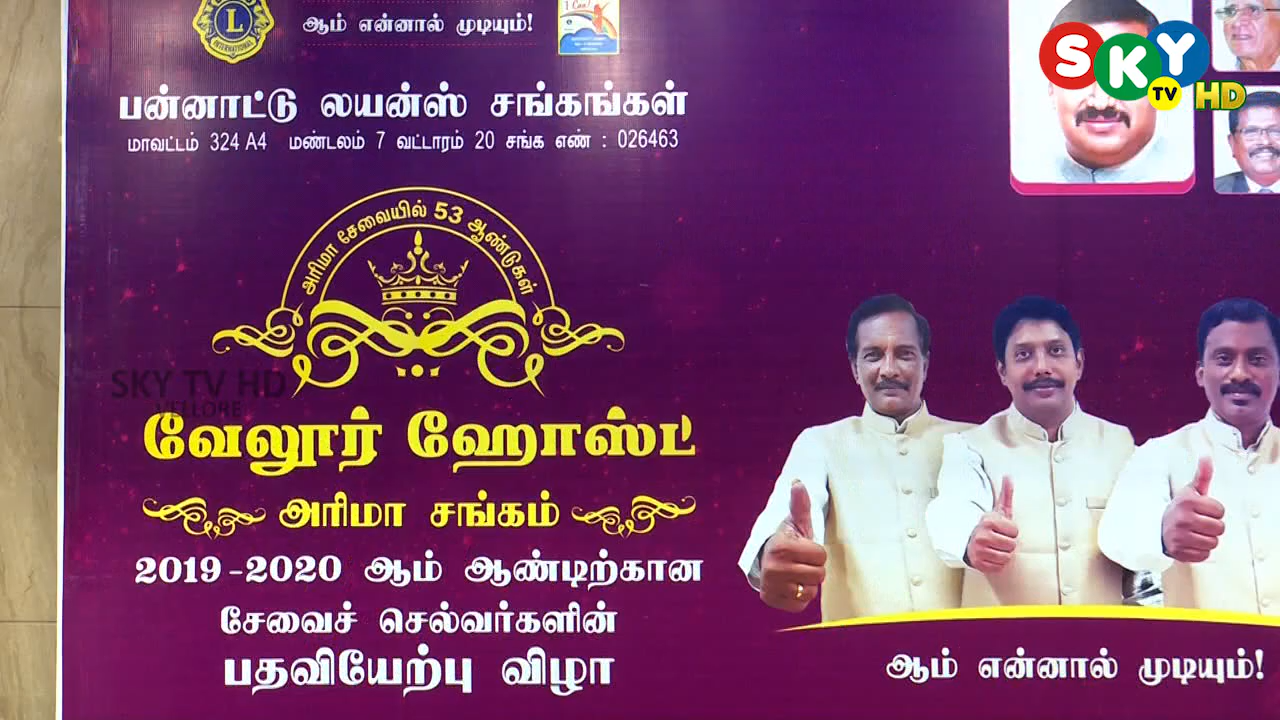 L
INTERNATIONAL
ஆம் என்னால் முடியும்!
I Can!
SKY
TV HD
பன்னாட்டு லயன்ஸ் சங்கங்கள்
மாவட்டம் 324 A4 மண்டலம் 7 வட்டாரம் 20 சங்க எண் : 026463
அரிமா சேவையில் 53 ஆண்டுகள்
SKY TV HD
VELLORE
வேலூர் ஹோஸ்ட்
அரிமா சங்கம்
2019-2020 ஆம் ஆண்டிற்கான
சேவைச் செல்வர்களின்
பதவியேற்பு விழா
ஆம் என்னால் முடியும்!